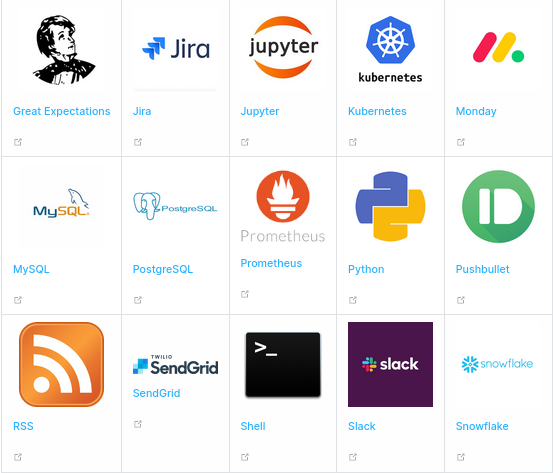 Jira
jupyter
kubernetes
Great Expectations
Jira
Jupyter
Kubernetes
Monday
MySQL
PostgreSQL
Prometheus
MySQL
PostgreSQL
Prometheus
Python
Pushbullet
TWILIO
SendGrid
>_
slack
snowflake
RSS
SendGrid
Shell
Slack
Snowflake